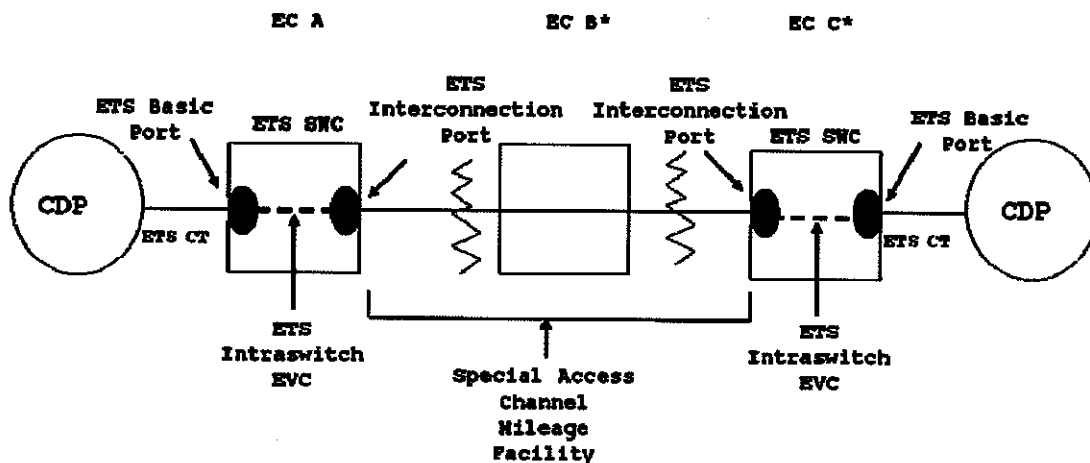 EC A
EC B*
EC C*
ETS Basic
Port
ETS SWC
ETS
Interconnection
Port
ETS
Interconnection
Port
ETS SWC
ETS Basic
Port
CDP
ETS CT
ETS CT
CDP
ETS
Intraswitch
EVC
Special Access
Channel
Mileage
Facility
ETS
Intraswitch
EVC